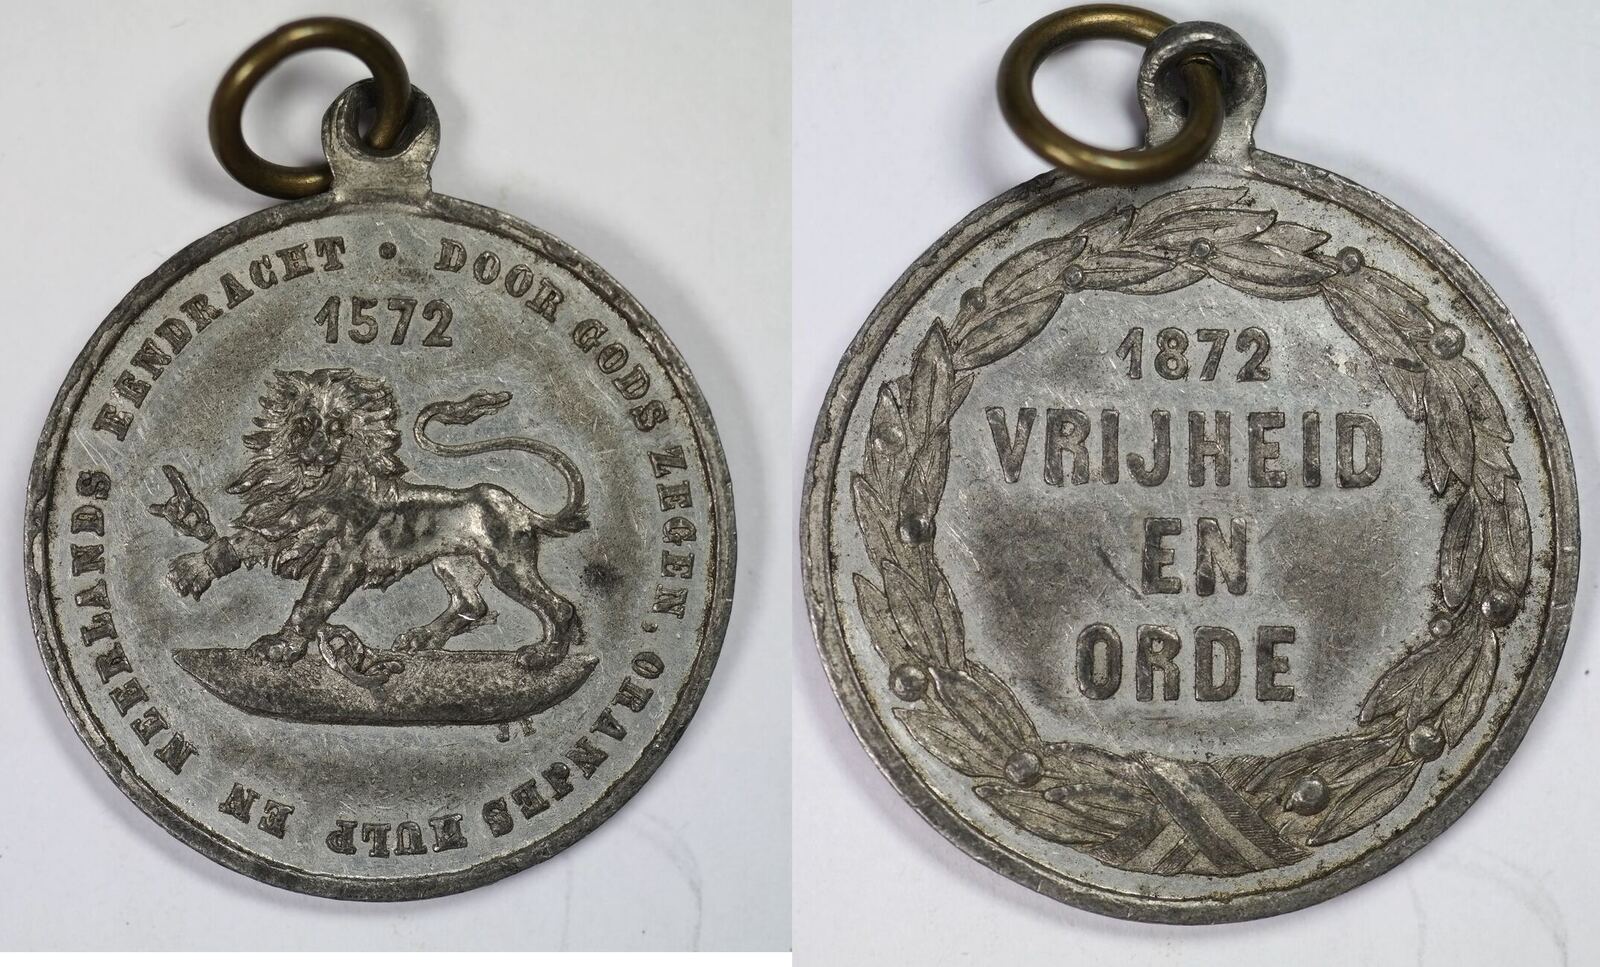 DOOR GODS ZEGEN, ORANJES HULP EN NEERLANDS EENDRACHT •
1572
1872
VRIJHEID
EN
ORDE